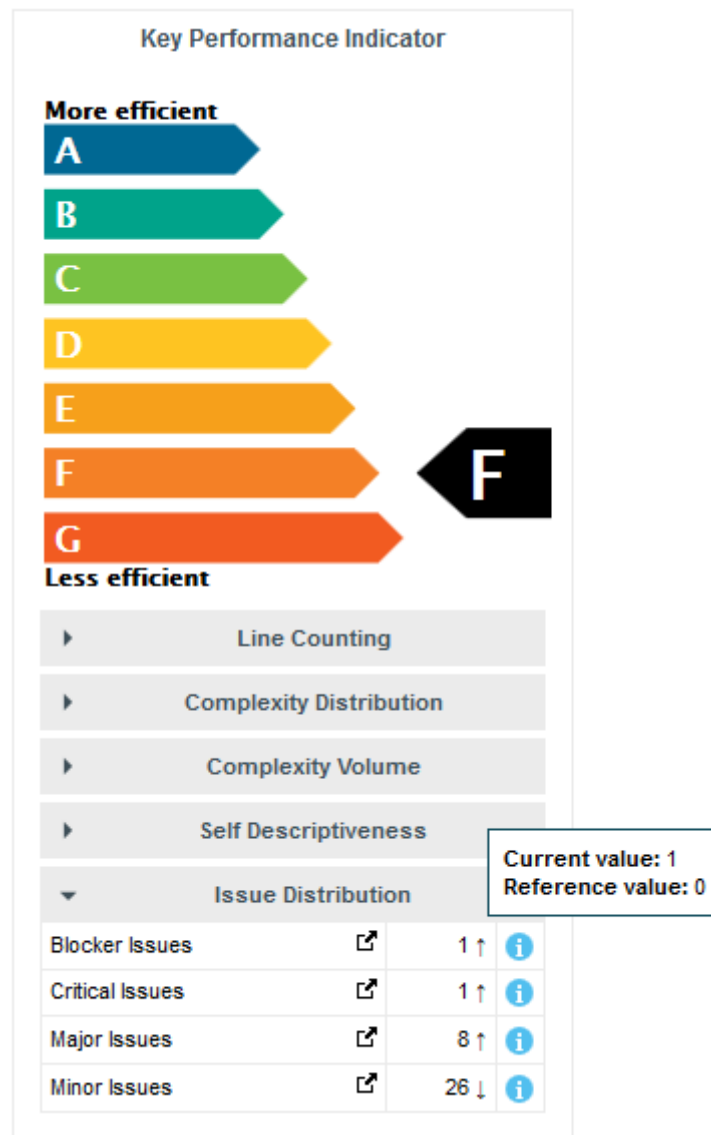 Key Performance Indicator
More efficient
A
B
C
D
E
F
F
G
Less efficient
Line Counting
Complexity Distribution
Complexity Volume
Self Descriptiveness
Current value: 1
Reference value: 0
Issue Distribution
Blocker Issues 1 ↑
Critical Issues 1 ↑
Major Issues 8 ↑
Minor Issues 26 ↓